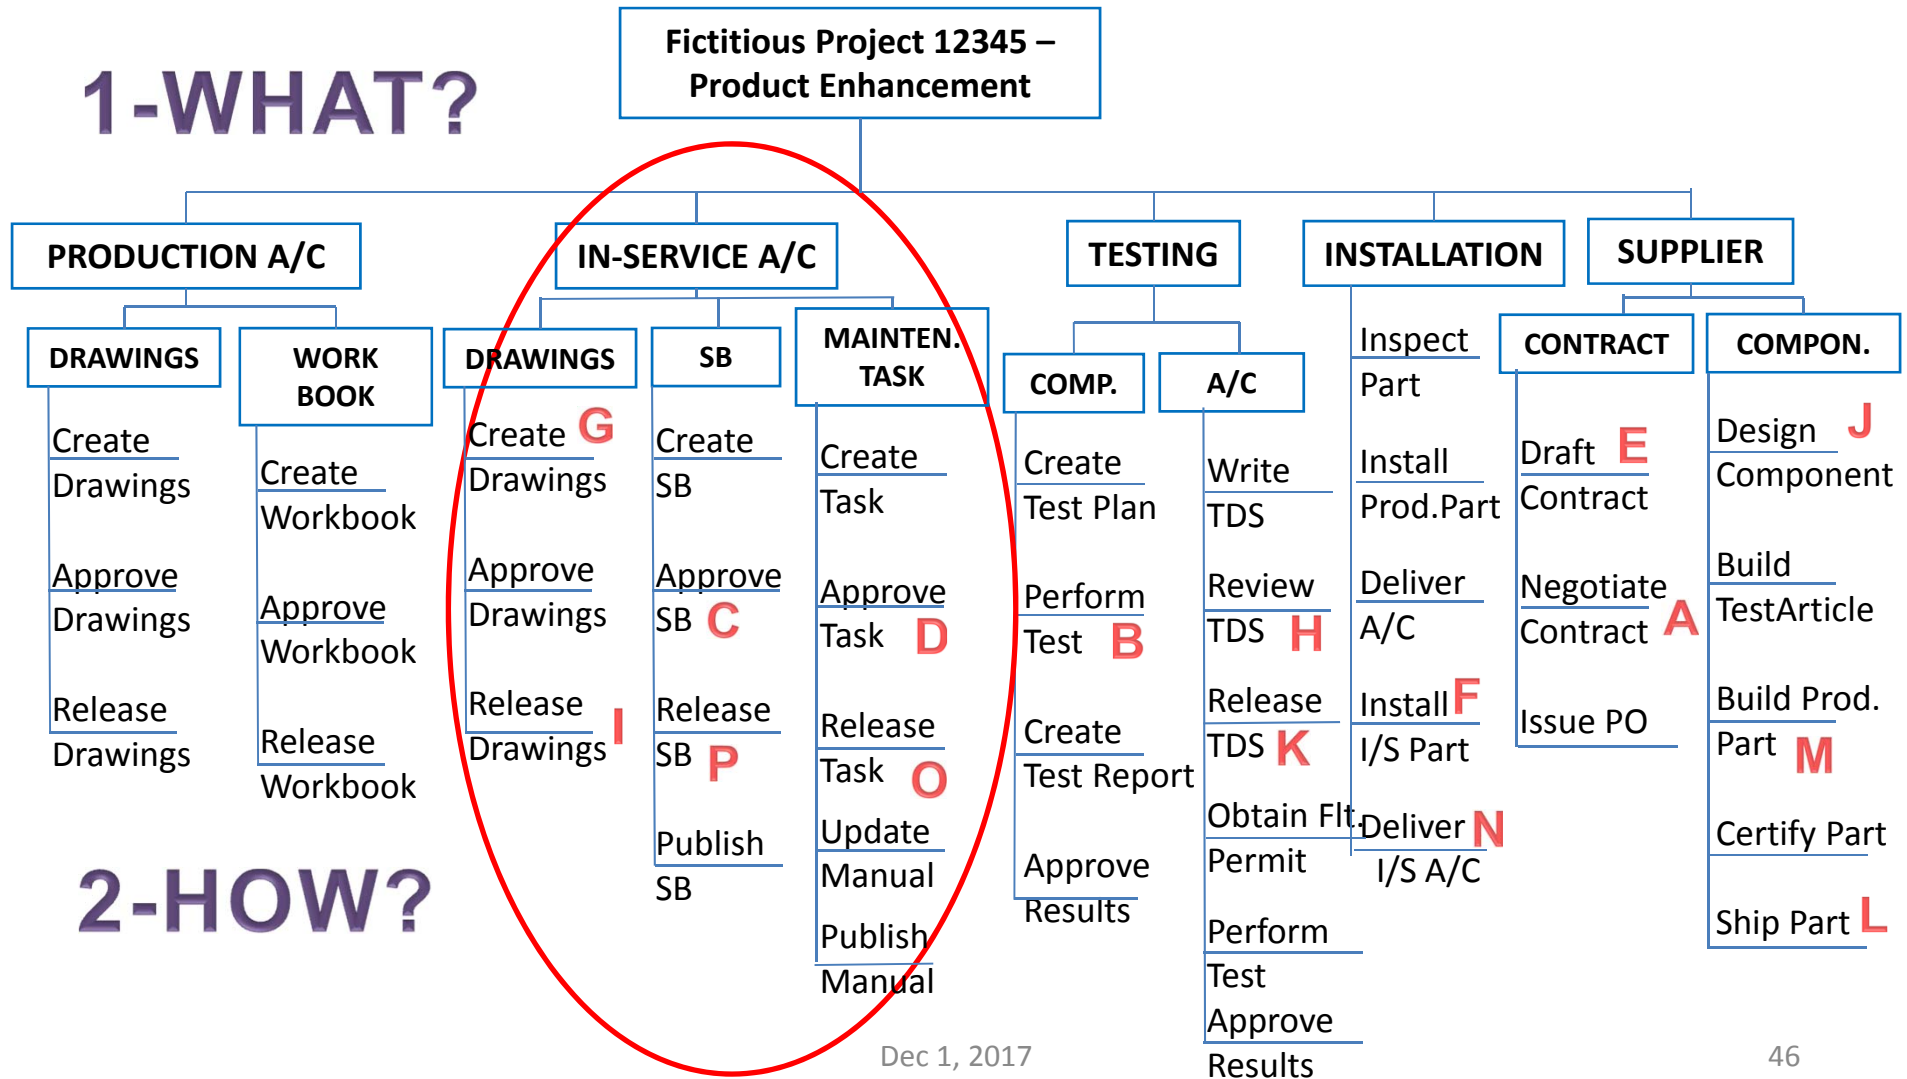 Fictitious Project 12345 –
Product Enhancement
1-WHAT?
PRODUCTION A/C
DRAWINGS
Create
Drawings
Approve
Drawings
Release
Drawings
WORK
BOOK
Create
Workbook
Approve
Workbook
Release
Workbook
IN-SERVICE A/C
DRAWINGS
Create G
Drawings
Approve
Drawings
Release
Drawings I
SB
Create
SB
Approve
SB C
Release
SB P
Publish
SB
MAINTEN.
TASK
Create
Task
Approve
Task D
Release
Task O
Update
Manual
Publish
Manual
TESTING
COMP.
Create
Test Plan
Perform
Test B
Create
Test Report
Approve
Results
A/C
Write
TDS
Review
TDS H
Release
TDS K
Obtain Flt.
Permit
Perform
Test
Approve
Results
INSTALLATION
Inspect
Part
Install
Prod.Part
Deliver
A/C
Install F
I/S Part
Deliver N
I/S A/C
SUPPLIER
CONTRACT
Draft E
Contract
Negotiate
Contract A
Issue PO
COMPON.
Design J
Component
Build
TestArticle
Build Prod.
Part M
Certify Part
Ship Part L
2-HOW?
Dec 1, 2017
46